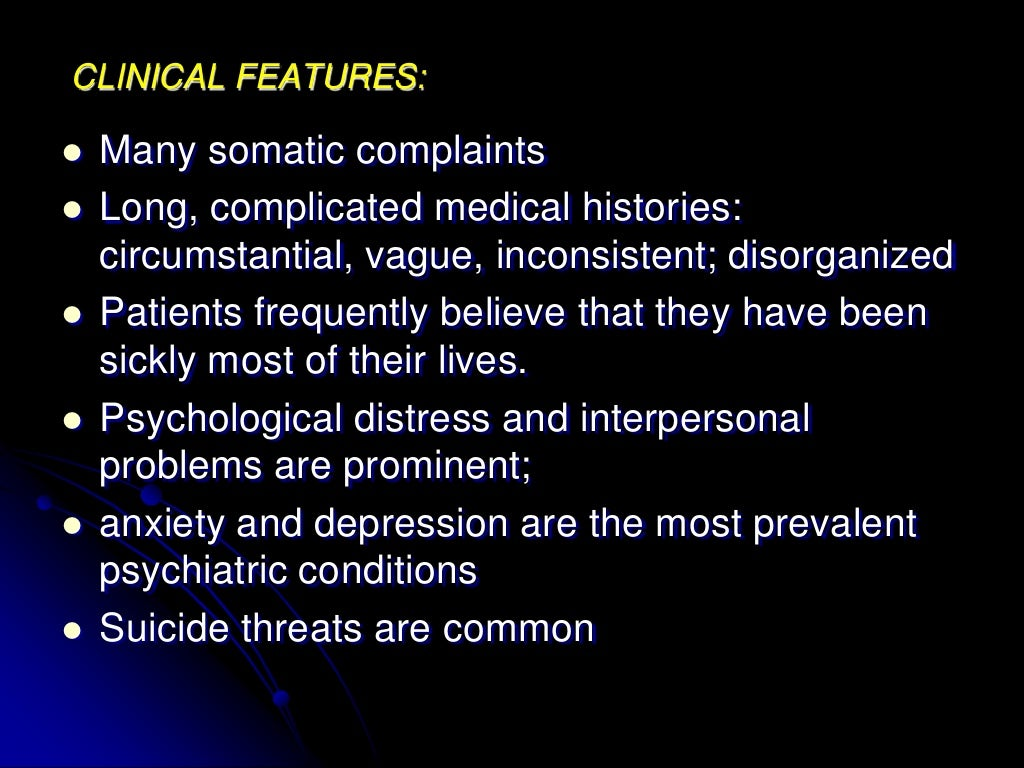 CLINICAL FEATURES:
Many somatic complaints
Long, complicated medical histories:
circumstantial, vague, inconsistent; disorganized
Patients frequently believe that they have been
sickly most of their lives.
Psychological distress and interpersonal
problems are prominent;
anxiety and depression are the most prevalent
psychiatric conditions
Suicide threats are common